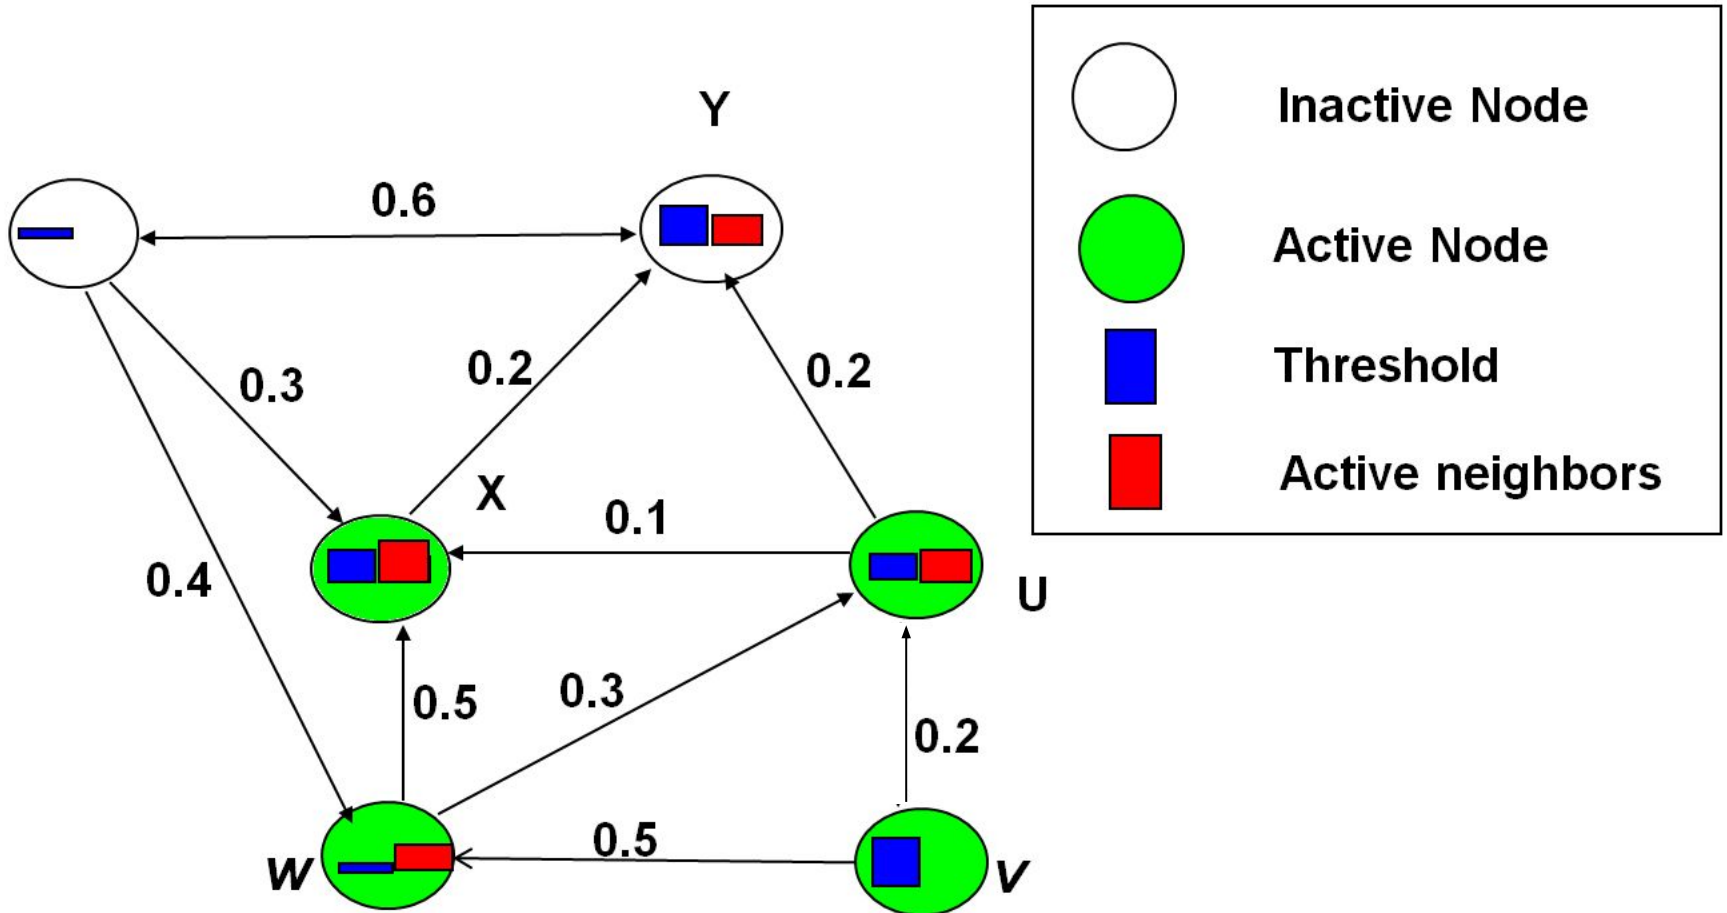 Y
Inactive Node
0.6
Active Node
0.3
0.2
0.2
Threshold
X
0.1
Active neighbors
0.4
U
0.5
0.3
0.2
0.5
W
V